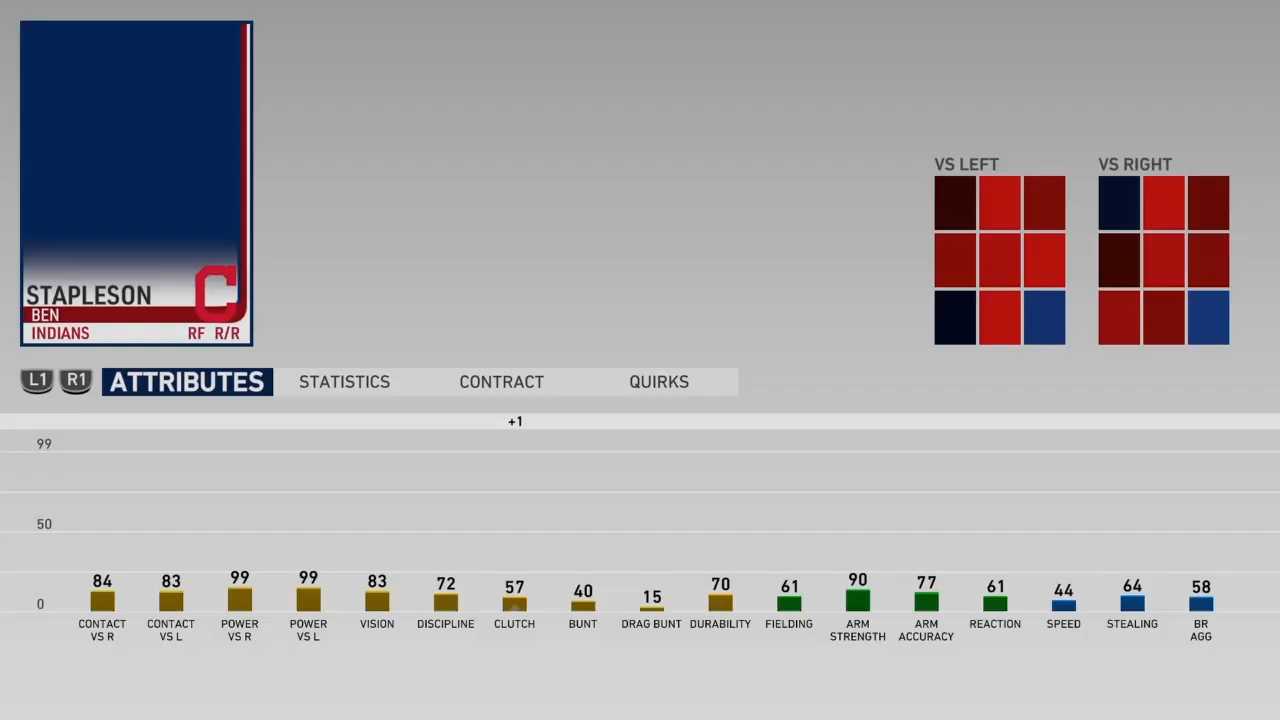 VS LEFT
VS RIGHT
STAPLESON
C
BEN
INDIANS RF R/R
L1 R1 ATTRIBUTES STATISTICS CONTRACT QUIRKS
+1
99
50
0
84 83 99 99 83 72 57 40 15 70 61 90 77 61 44 64 58
CONTACT CONTACT POWER POWER VISION DISCIPLINE CLUTCH BUNT DRAG BUNT DURABILITY FIELDING ARM ARM REACTION SPEED STEALING BR
VS R VS L VS R VS L STRENGTH ACCURACY AGG